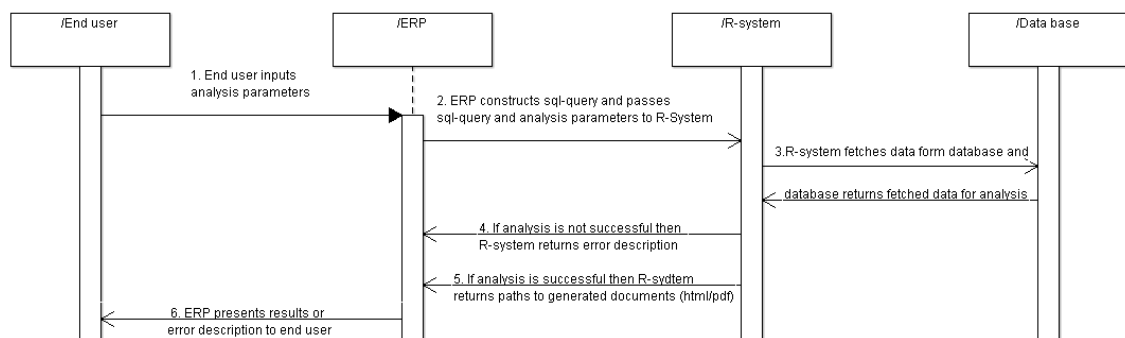 /End user
/ERP
/R-system
/Data base
1. End user inputs
analysis parameters
2. ERP constructs sql-query and passes
sql-query and analysis parameters to R-System
3.R-system fetches data form database and
database returns fetched data for analysis
4. If analysis is not successful then
R-system returns error description
5. If analysis is successful then R-sydtem
returns paths to generated documents (html/pdf)
6. ERP presents results or
error description to end user